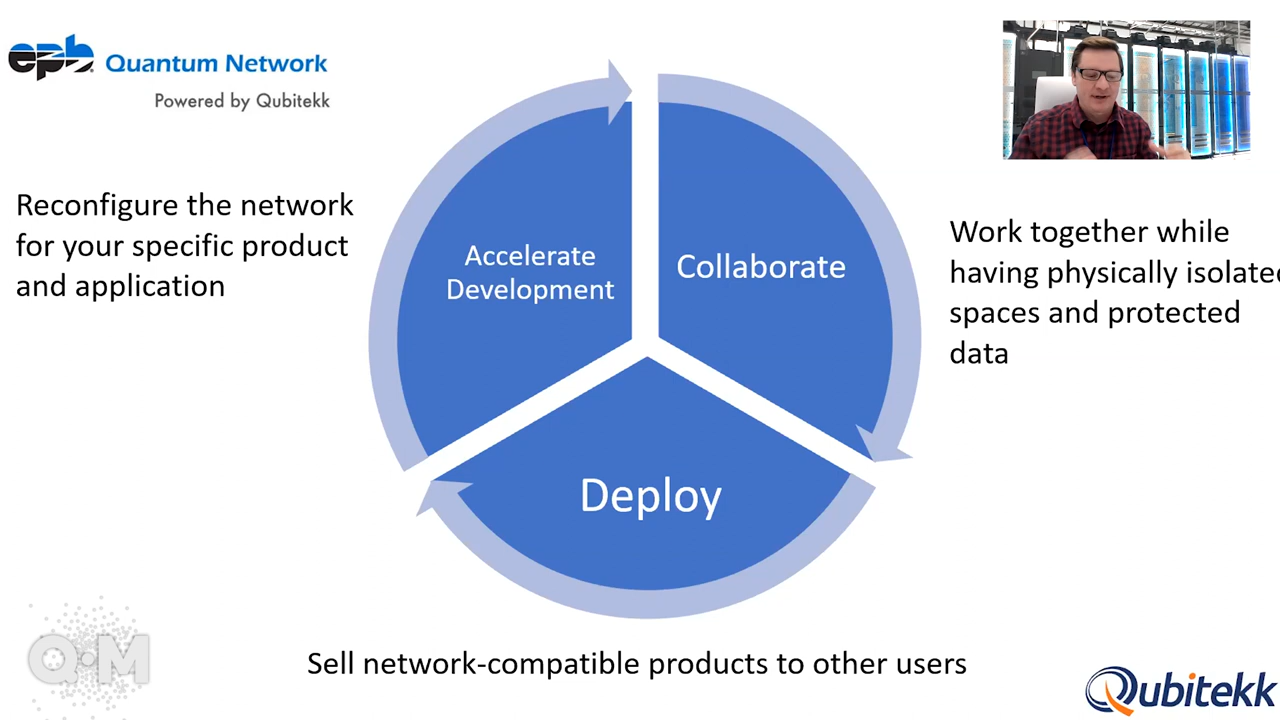 epb Quantum Network
Powered by Qubitekk
Reconfigure the network
for your specific product
and application
Accelerate
Development
Collaborate
Work together while
having physically isolated
spaces and protected
data
Deploy
Sell network-compatible products to other users
Q·M
Qubitekk